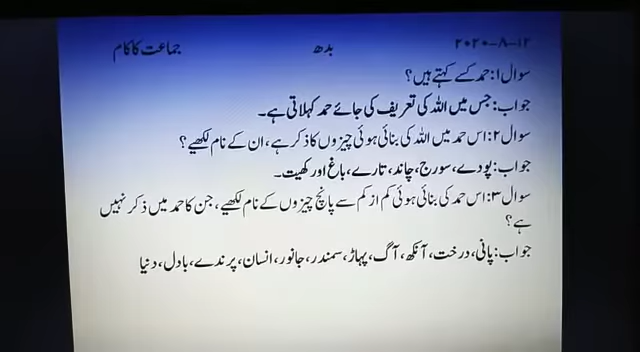 ۱۲-۸-۲۰۲۰ بدھ جماعت کا کام
سوال ۱: حمد کسے کہتے ہیں؟
جواب: جس میں اللہ کی تعریف کی جائے حمد کہلاتی ہے۔
سوال ۲: اس حمد میں اللہ کی بنائی ہوئی چیزوں کا ذکر ہے، ان کے نام لکھیے؟
جواب: پودے، سورج، چاند، تارے، باغ اور کھیت۔
سوال ۳: اس حمد کی بنائی ہوئی کم از کم سے پانچ چیزوں کے نام لکھیے، جن کا حمد میں ذکر نہیں
ہے؟
جواب: پانی، درخت، آنکھ، آگ، پہاڑ، سمندر، جانور، انسان، پرندے، بادل، دنیا